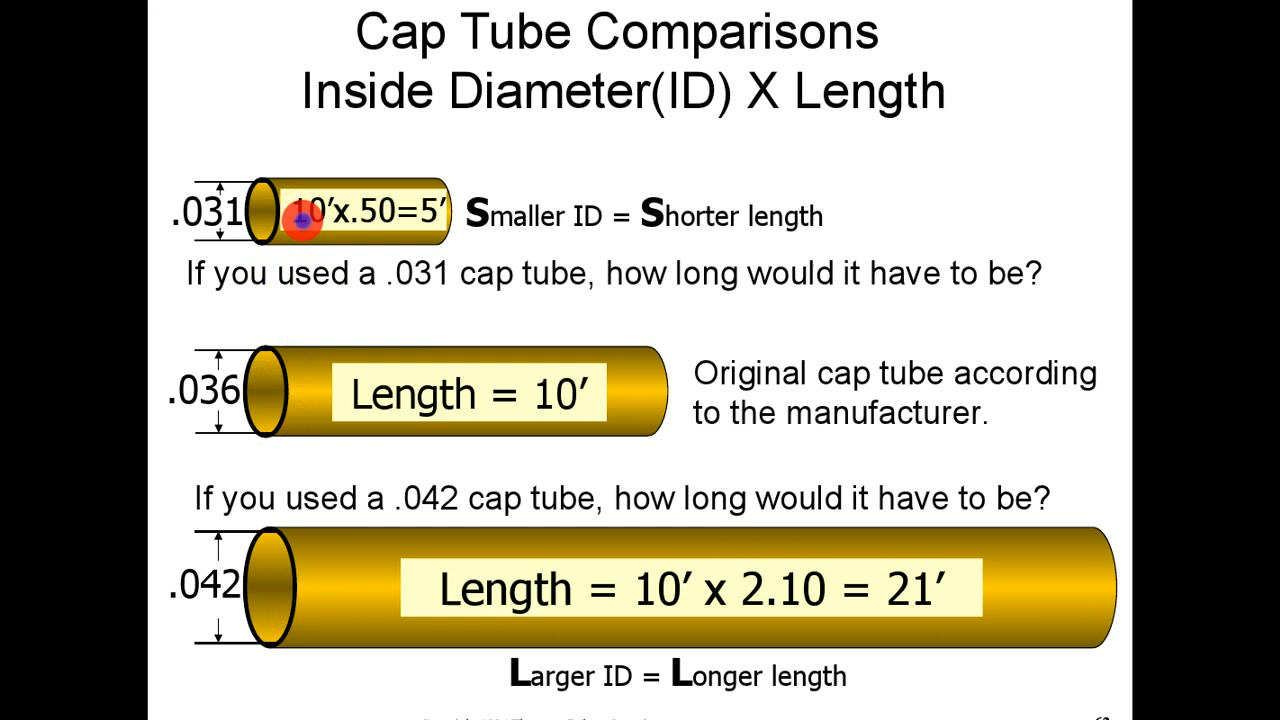 Cap Tube Comparisons
Inside Diameter(ID) X Length
.031
10’x.50=5’
Smaller ID = Shorter length
If you used a .031 cap tube, how long would it have to be?
.036
Length = 10’
Original cap tube according
to the manufacturer.
If you used a .042 cap tube, how long would it have to be?
.042
Length = 10’ x 2.10 = 21’
Larger ID = Longer length